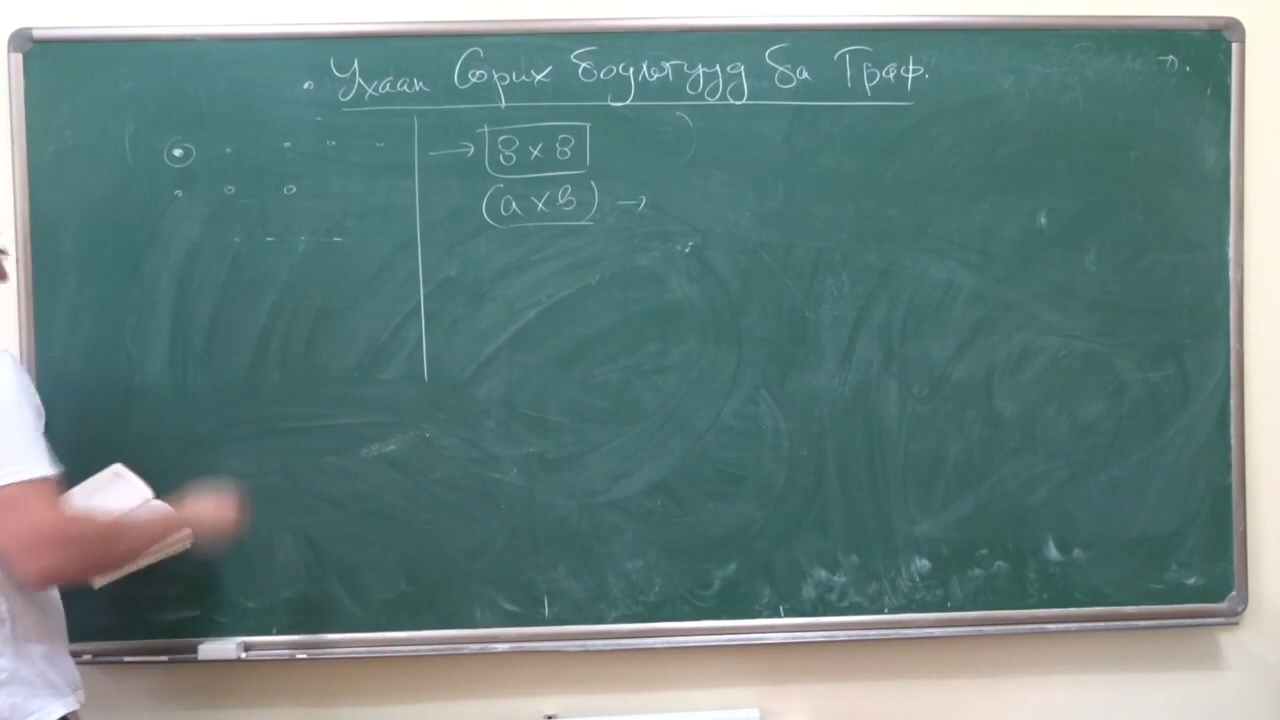 Ухаан Сорих бодлогууд ба Граф.
→ 8 x 8
(a x b) →